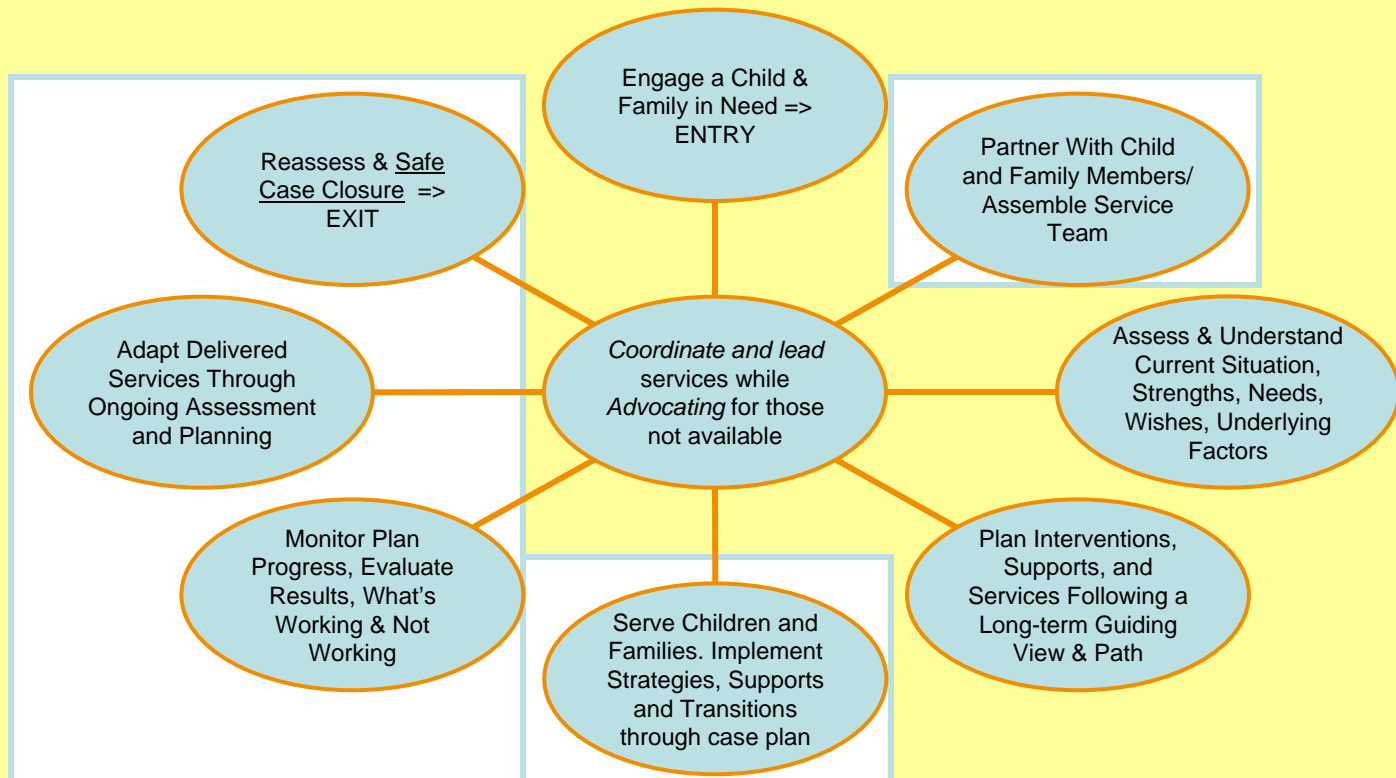 Engage a Child &
Family in Need =>
ENTRY
Partner With Child
and Family Members/
Assemble Service
Team
Assess & Understand
Current Situation,
Strengths, Needs,
Wishes, Underlying
Factors
Plan Interventions,
Supports, and
Services Following a
Long-term Guiding
View & Path
Serve Children and
Families. Implement
Strategies, Supports
and Transitions
through case plan
Monitor Plan
Progress, Evaluate
Results, What’s
Working & Not
Working
Adapt Delivered
Services Through
Ongoing Assessment
and Planning
Reassess & Safe
Case Closure =>
EXIT
Coordinate and lead
services while
Advocating for those
not available